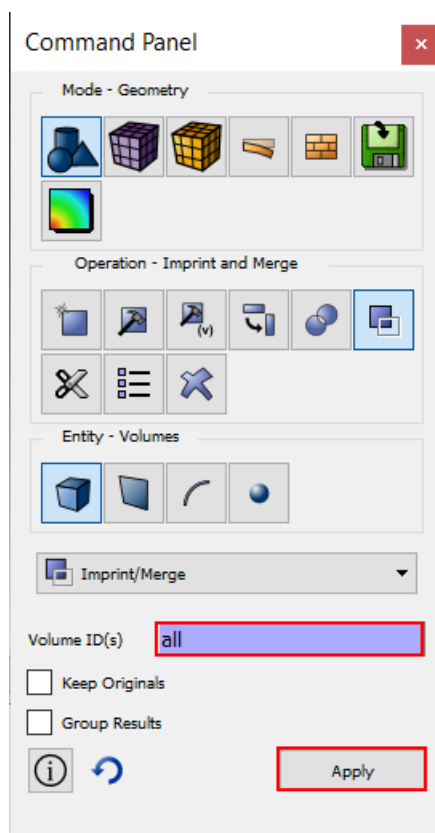 Command Panel
Mode - Geometry
Operation - Imprint and Merge
(v)
Entity - Volumes
Imprint/Merge
Volume ID(s) all
Keep Originals
Group Results
Apply